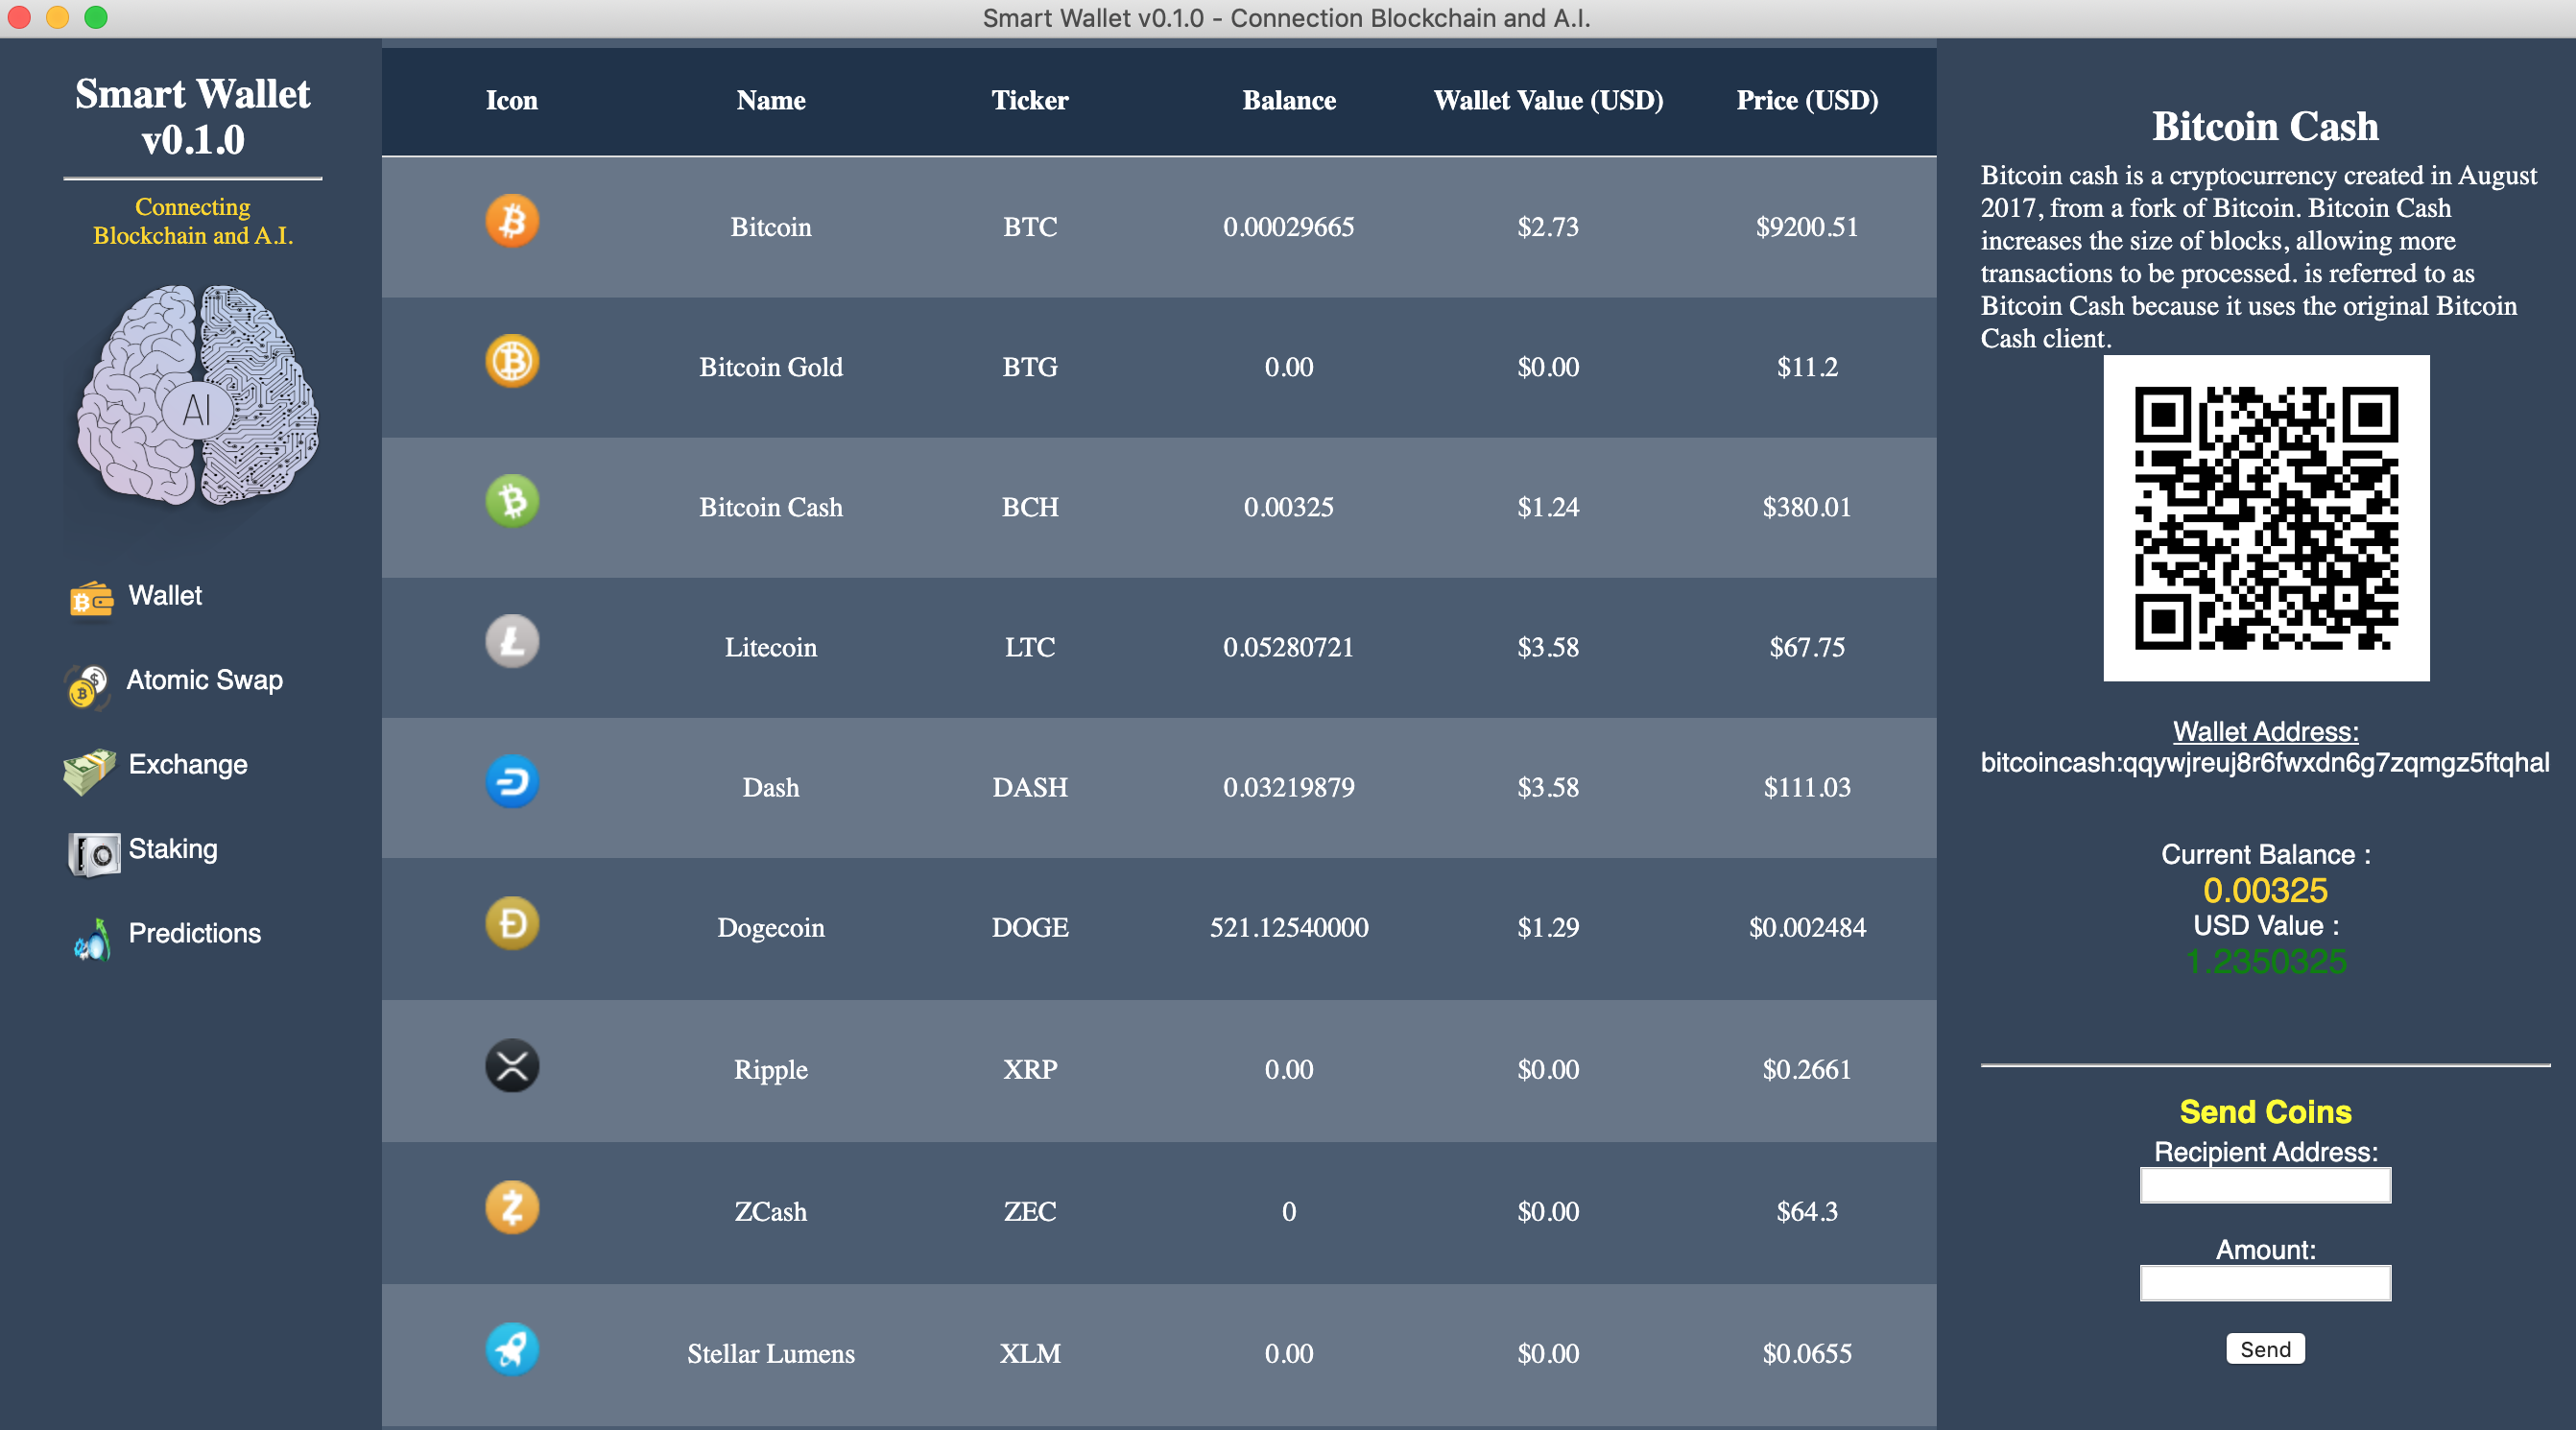 Smart Wallet v0.1.0 - Connection Blockchain and A.I.
Smart Wallet
v0.1.0
Connecting
Blockchain and A.I.
AI
Wallet
Atomic Swap
Exchange
Staking
Predictions
Icon Name Ticker Balance Wallet Value (USD) Price (USD)
Bitcoin BTC 0.00029665 $2.73 $9200.51
Bitcoin Gold BTG 0.00 $0.00 $11.2
Bitcoin Cash BCH 0.00325 $1.24 $380.01
Litecoin LTC 0.05280721 $3.58 $67.75
Dash DASH 0.03219879 $3.58 $111.03
Dogecoin DOGE 521.12540000 $1.29 $0.002484
Ripple XRP 0.00 $0.00 $0.2661
ZCash ZEC 0 $0.00 $64.3
Stellar Lumens XLM 0.00 $0.00 $0.0655
Bitcoin Cash
Bitcoin cash is a cryptocurrency created in August
2017, from a fork of Bitcoin. Bitcoin Cash
increases the size of blocks, allowing more
transactions to be processed. is referred to as
Bitcoin Cash because it uses the original Bitcoin
Cash client.
Wallet Address:
bitcoincash:qqywjreuj8r6fwxdn6g7zqmgz5ftqhal
Current Balance :
0.00325
USD Value :
1.2350325
Send Coins
Recipient Address:
Amount:
Send